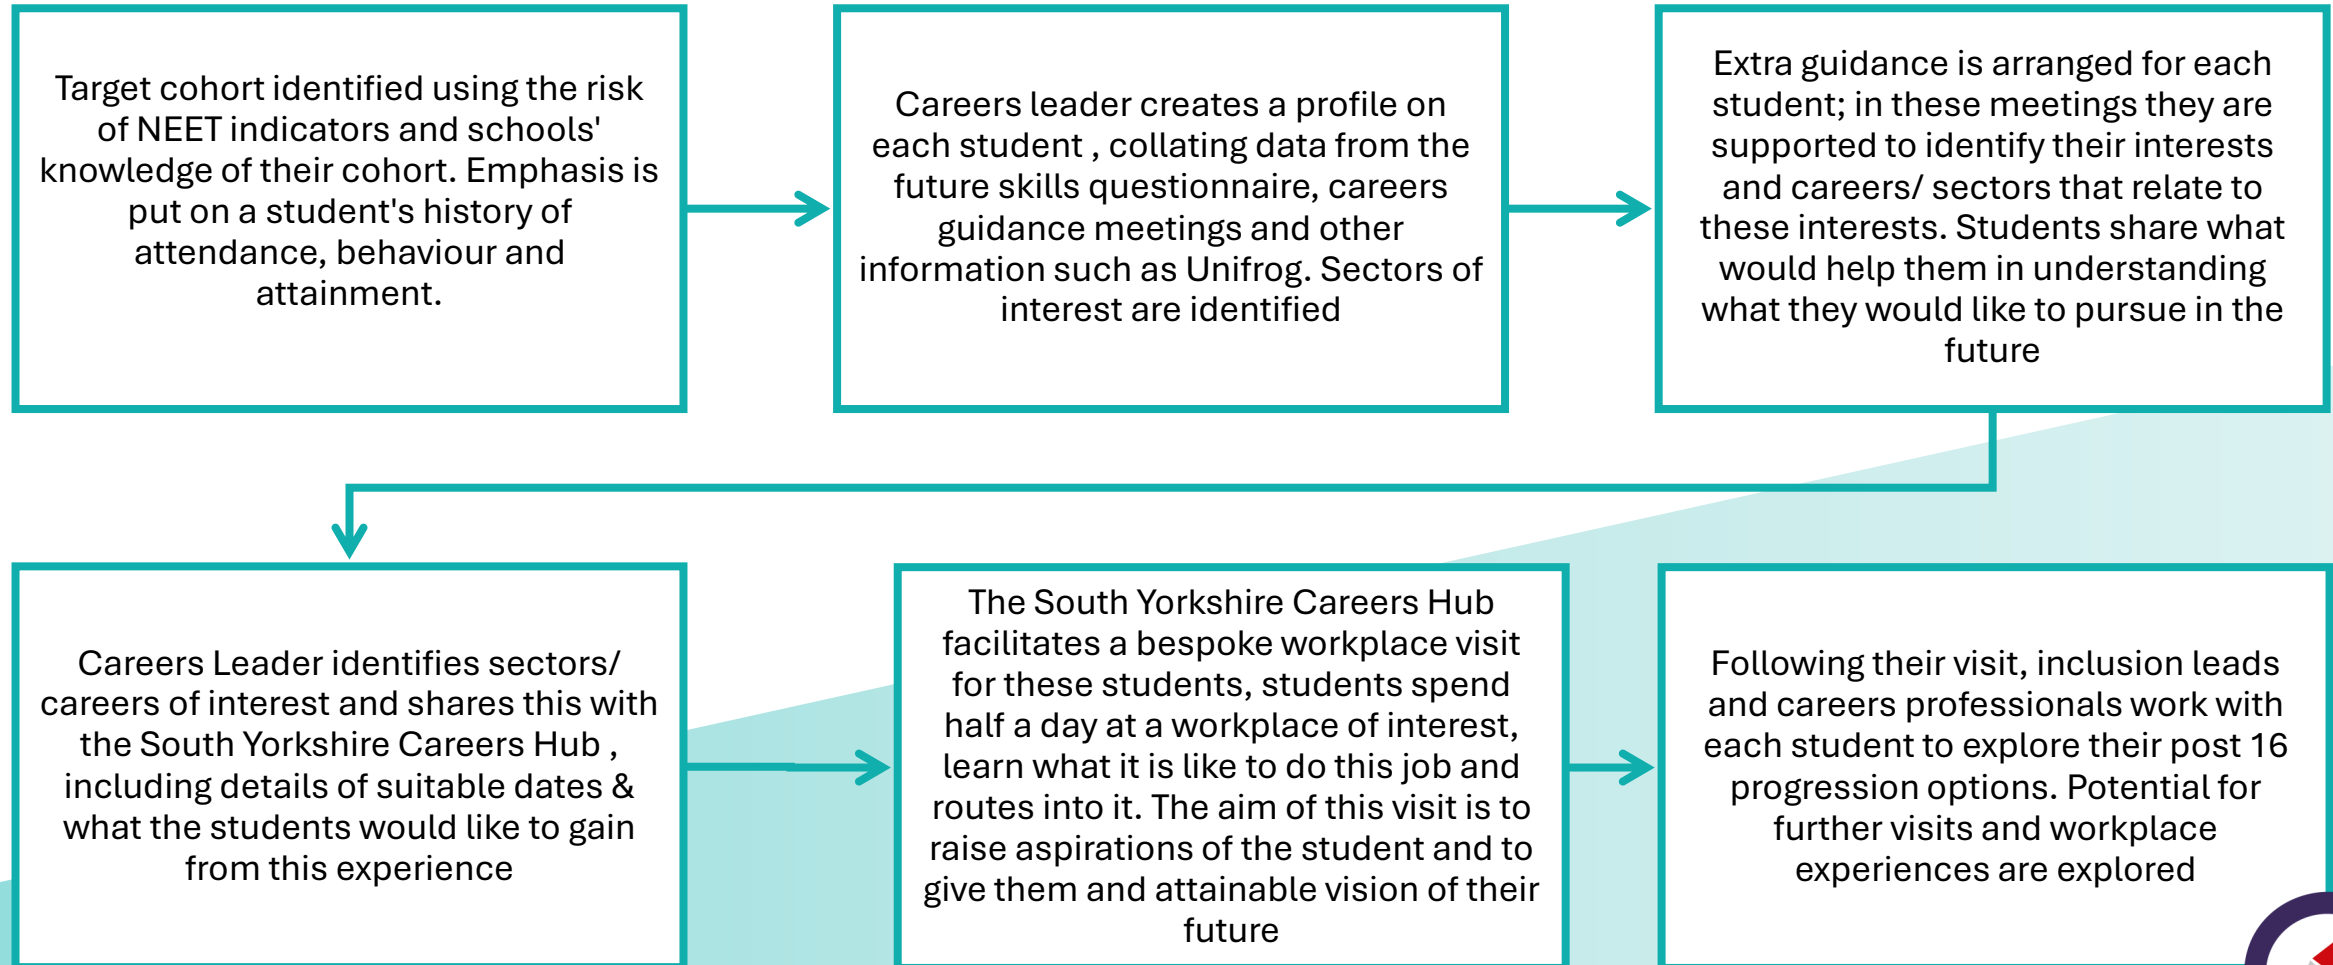 Target cohort identified using the risk
of NEET indicators and schools'
knowledge of their cohort. Emphasis is
put on a student's history of
attendance, behaviour and
attainment.
Careers leader creates a profile on
each student , collating data from the
future skills questionnaire, careers
guidance meetings and other
information such as Unifrog. Sectors of
interest are identified
Extra guidance is arranged for each
student; in these meetings they are
supported to identify their interests
and careers/ sectors that relate to
these interests. Students share what
would help them in understanding
what they would like to pursue in the
future
Careers Leader identifies sectors/
careers of interest and shares this with
the South Yorkshire Careers Hub ,
including details of suitable dates &
what the students would like to gain
from this experience
The South Yorkshire Careers Hub
facilitates a bespoke workplace visit
for these students, students spend
half a day at a workplace of interest,
learn what it is like to do this job and
routes into it. The aim of this visit is to
raise aspirations of the student and to
give them and attainable vision of their
future
Following their visit, inclusion leads
and careers professionals work with
each student to explore their post 16
progression options. Potential for
further visits and workplace
experiences are explored